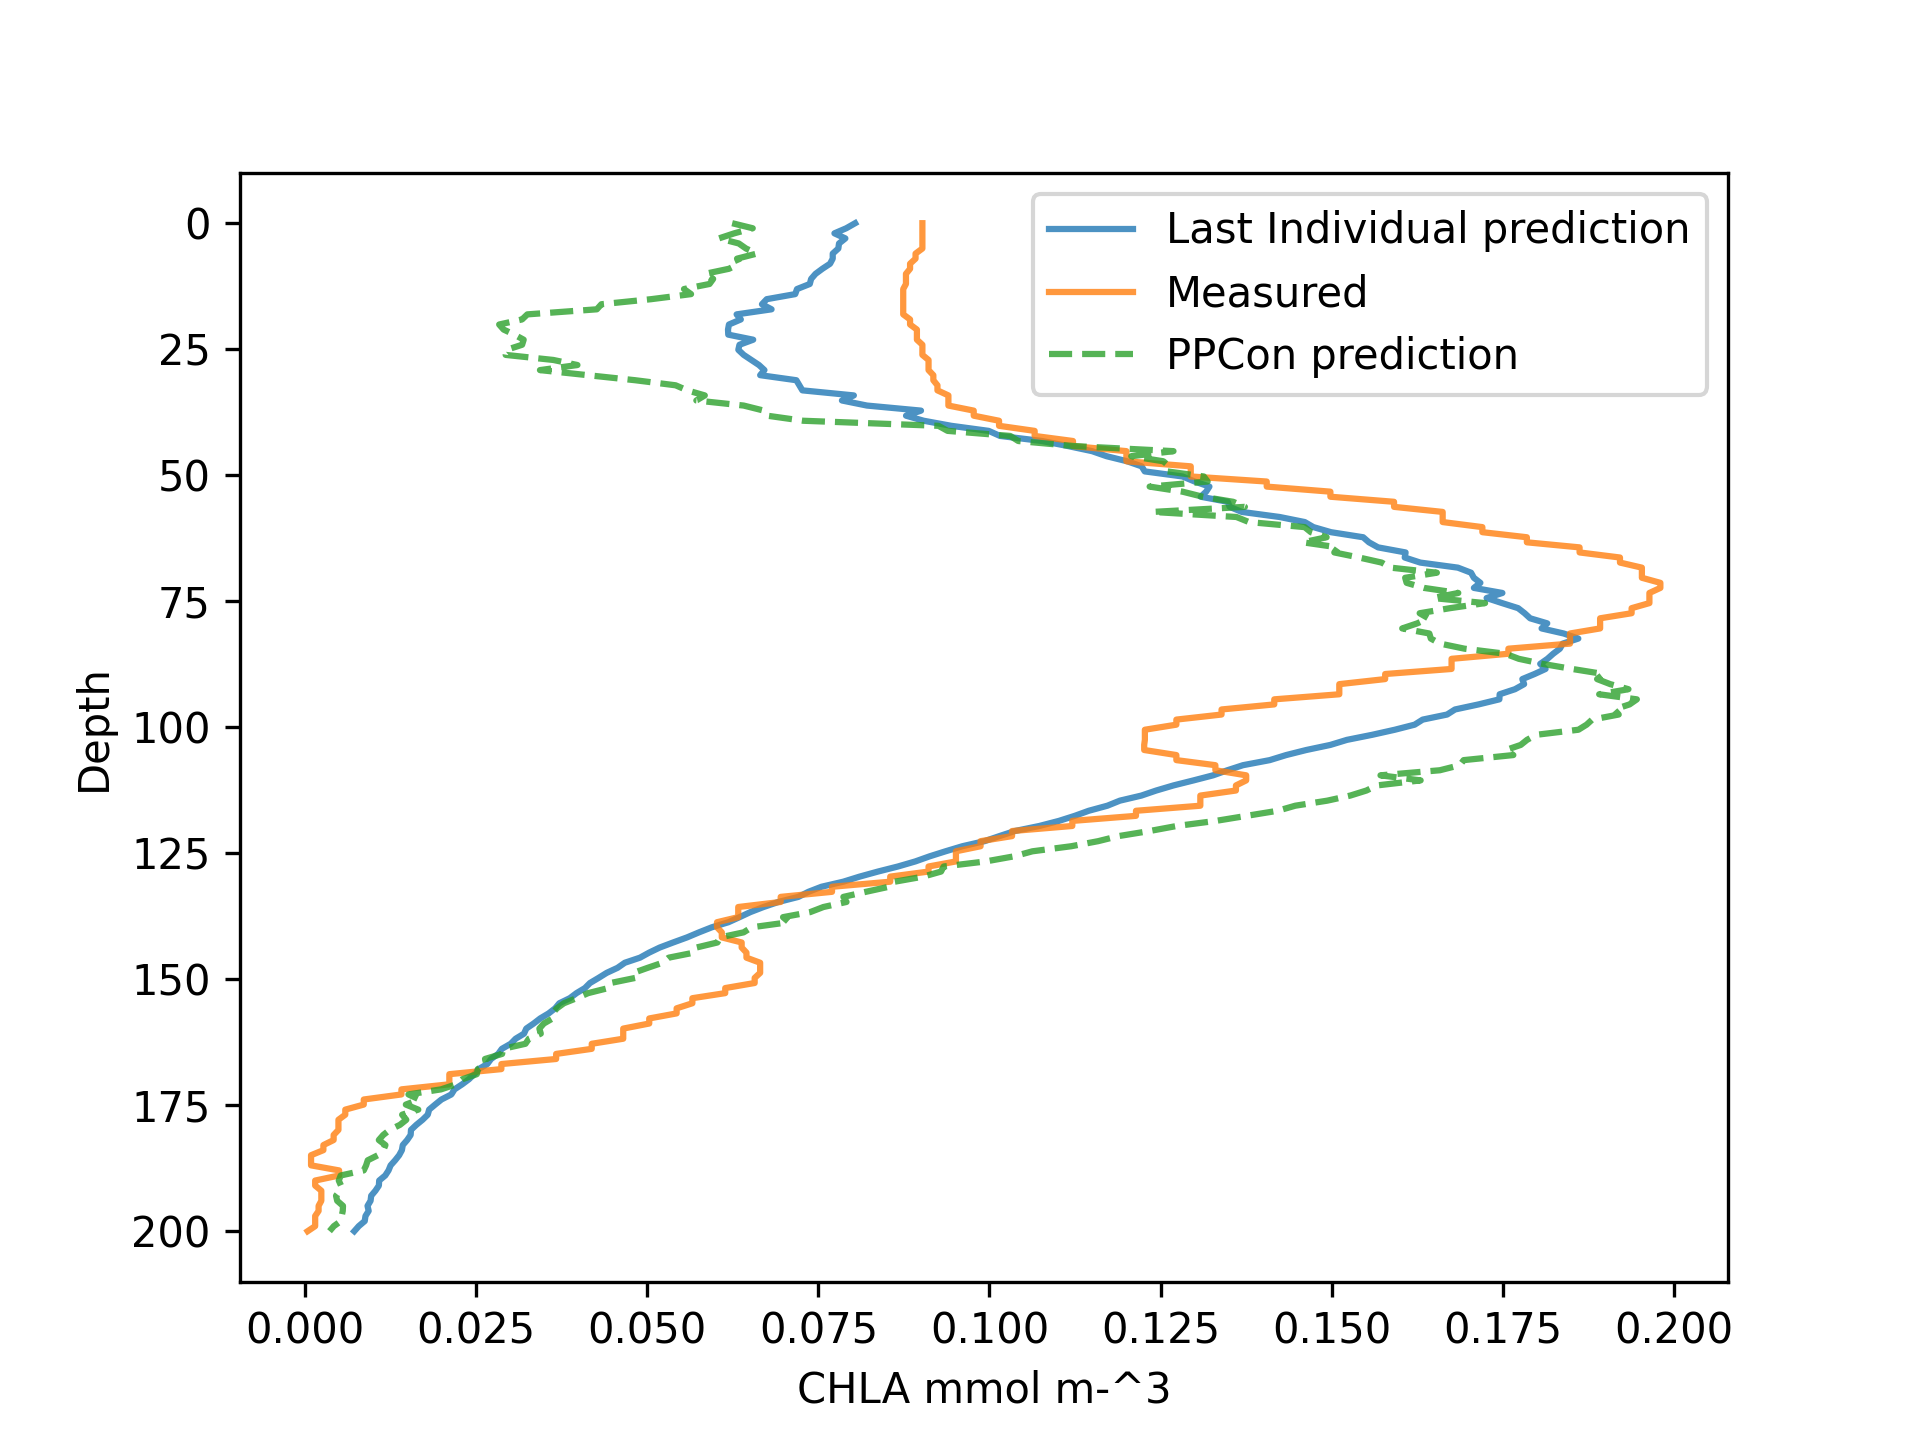 Last Individual prediction
Measured
PPCon prediction
0
25
50
75
100
125
150
175
200
Depth
0.000 0.025 0.050 0.075 0.100 0.125 0.150 0.175 0.200
CHLA mmol m-^3